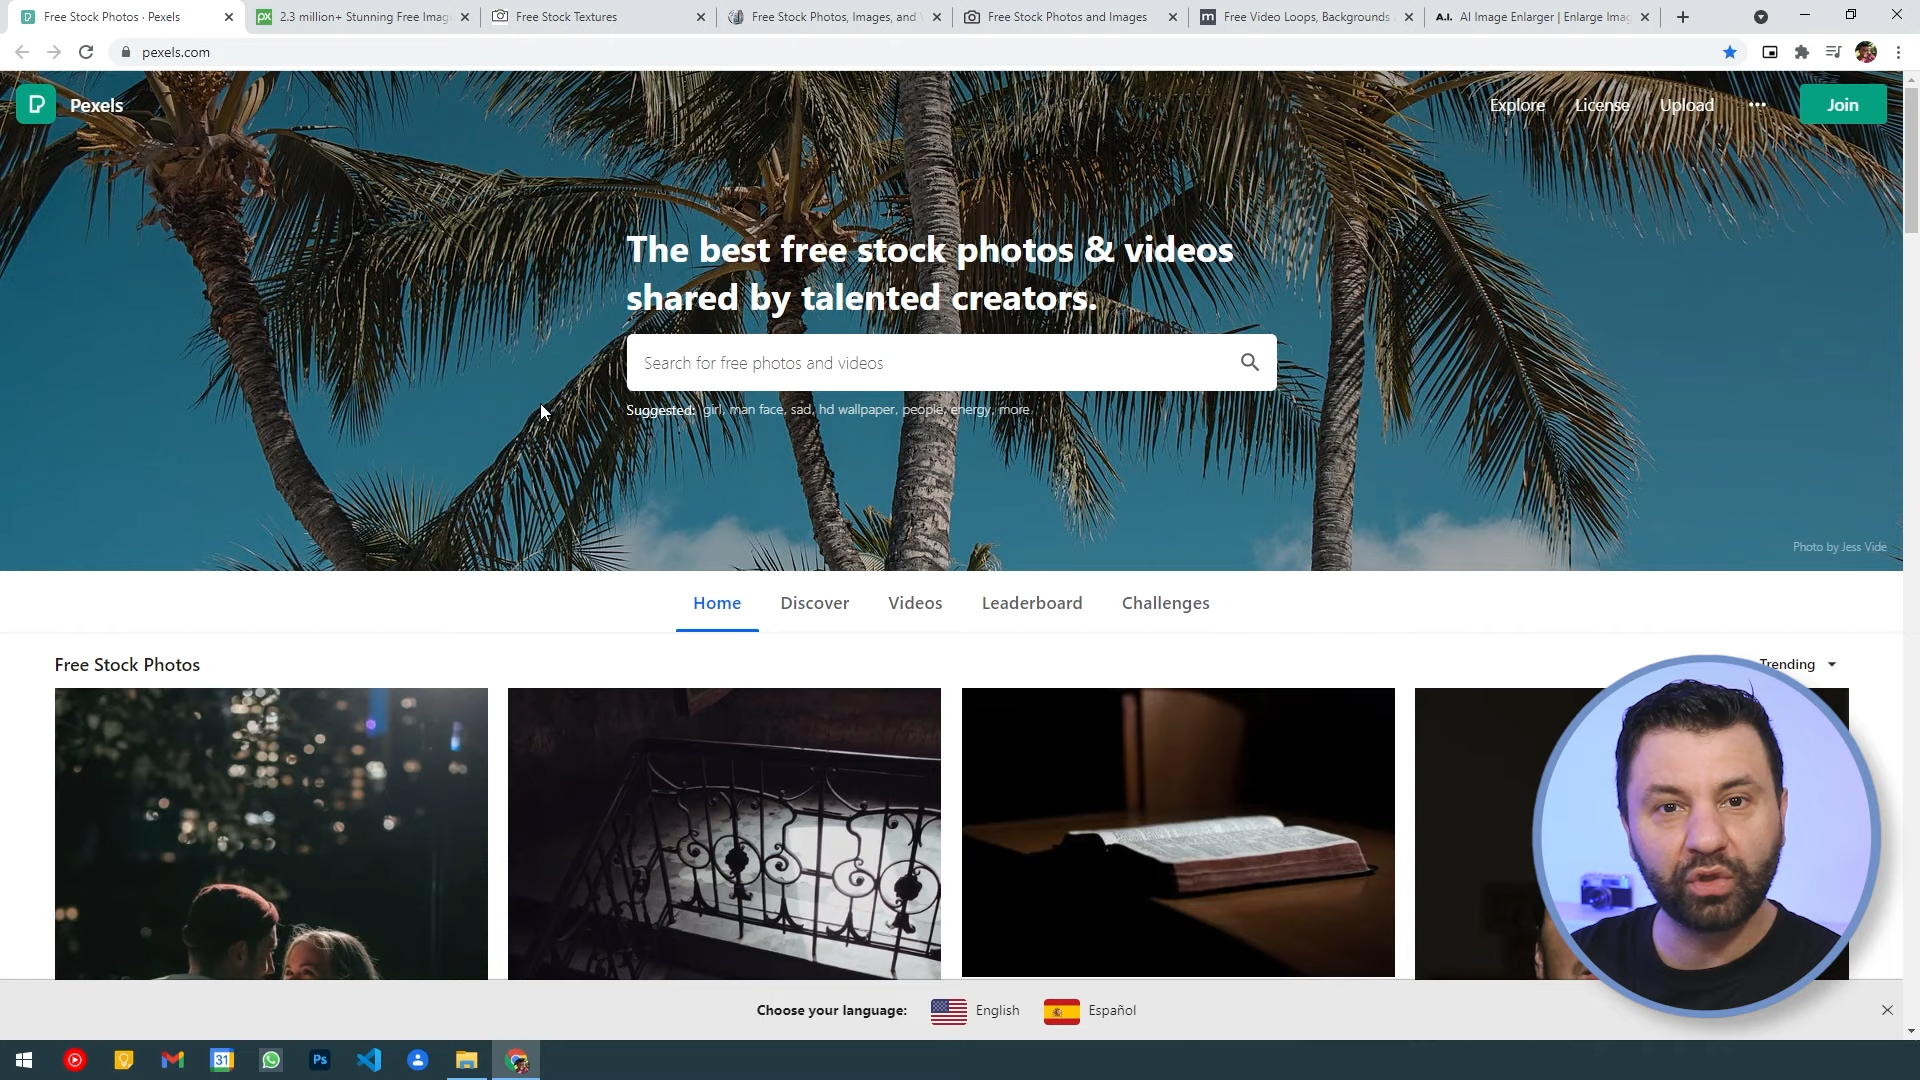 Free Stock Photos · Pexels
2.3 million+ Stunning Free Imag
Free Stock Textures
Free Stock Photos, Images, and
Free Stock Photos and Images
Free Video Loops, Backgrounds
A.I. AI Image Enlarger | Enlarge Imag
pexels.com
Pexels
Explore
License
Upload
Join
The best free stock photos & videos
shared by talented creators.
Search for free photos and videos
Suggested: girl, man face, sad, hd wallpaper, people, energy, more
Photo by Jess Vide
Home
Discover
Videos
Leaderboard
Challenges
Free Stock Photos
Trending
Choose your language:
English
Español
31
Ps